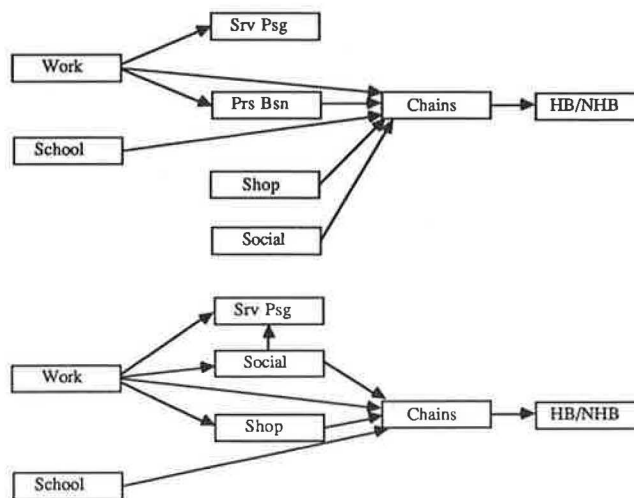 Srv Psg
Work
Prs Bsn
Chains
HB/NHB
School
Shop
Social
Srv Psg
Social
Work
Chains
HB/NHB
Shop
School